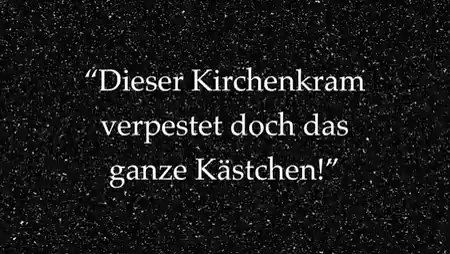 “Dieser Kirchenkram
verpestet doch das
ganze Kästchen!”